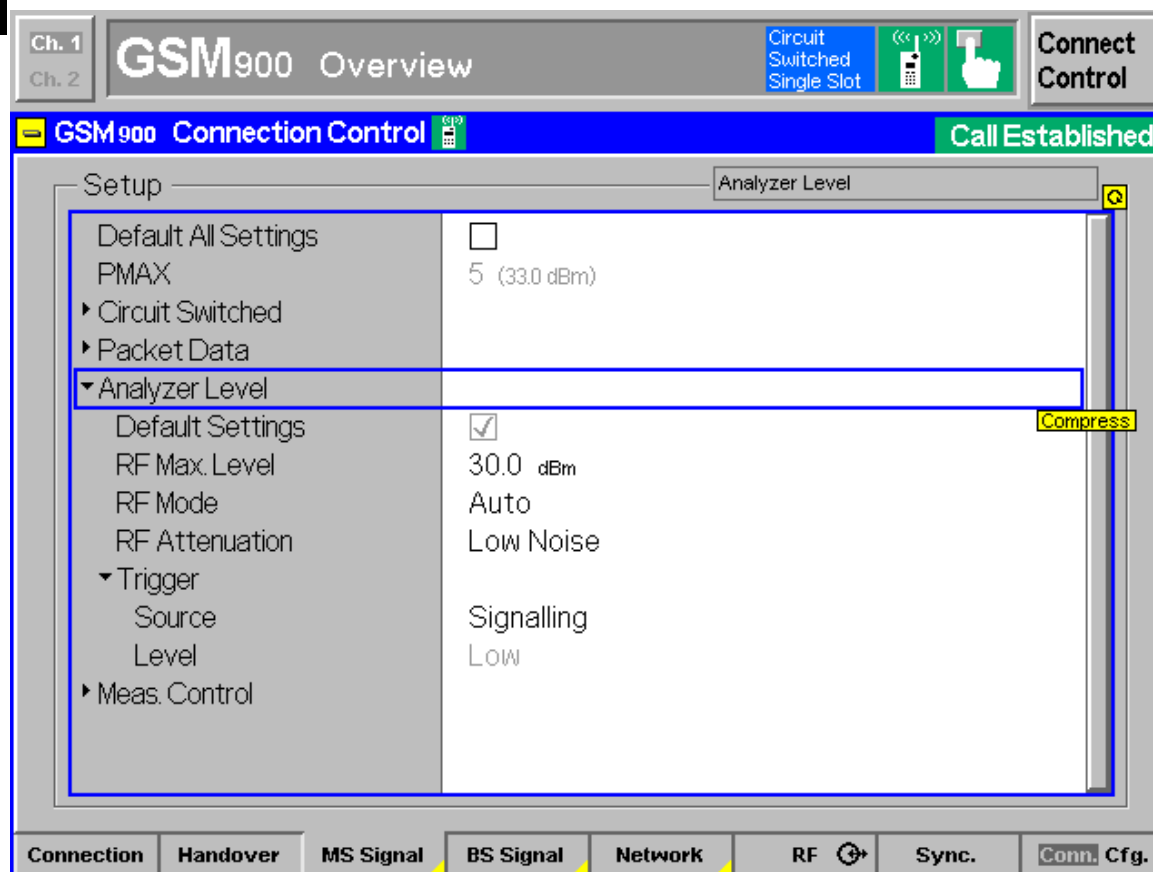 Ch. 1
Ch. 2
GSM900 Overview
Circuit
Switched
Single Slot
Connect
Control
GSM900 Connection Control
Call Established
Setup
Analyzer Level
Default All Settings
PMAX 5 (33.0 dBm)
Circuit Switched
Packet Data
Analyzer Level
Compress
Default Settings
RF Max. Level 30.0 dBm
RF Mode Auto
RF Attenuation Low Noise
Trigger
Source Signalling
Level Low
Meas. Control
Connection Handover MS Signal BS Signal Network RF Sync. Conn. Cfg.